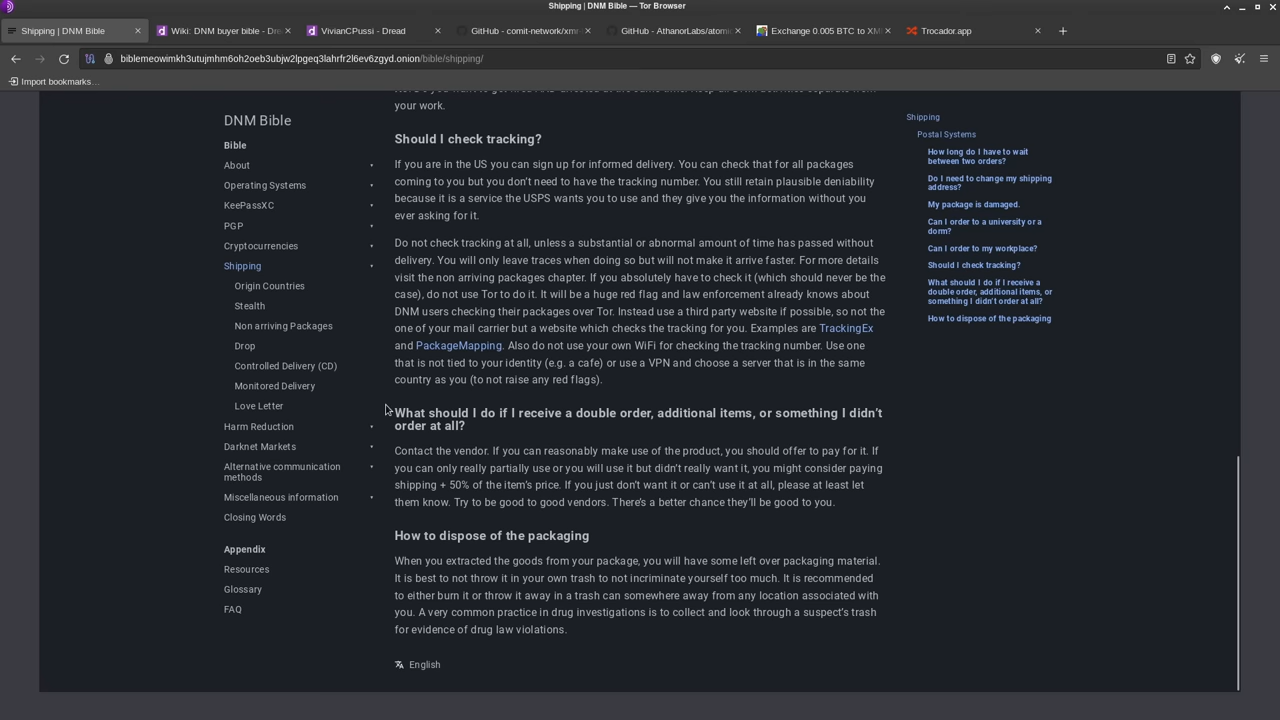 Shipping | DNM Bible — Tor Browser
Shipping | DNM Bible
Wiki: DNM buyer bible - Dre
VivianCPussi - Dread
GitHub - comit-network/xm
GitHub - AthanorLabs/atomi
Exchange 0.005 BTC to XM
Trocador.app
biblemeowimkh3utujmhm6oh2oeb3ubjw2lpgeq3lahrfr2l6ev6zgyd.onion/bible/shipping/
Import bookmarks…
DNM Bible
Bible
About
Operating Systems
KeePassXC
PGP
Cryptocurrencies
Shipping
Origin Countries
Stealth
Non arriving Packages
Drop
Controlled Delivery (CD)
Monitored Delivery
Love Letter
Harm Reduction
Darknet Markets
Alternative communication
methods
Miscellaneous information
Closing Words
Appendix
Resources
Glossary
FAQ
your work.
Should I check tracking?
If you are in the US you can sign up for informed delivery. You can check that for all packages
coming to you but you don't need to have the tracking number. You still retain plausible deniability
because it is a service the USPS wants you to use and they give you the information without you
ever asking for it.
Do not check tracking at all, unless a substantial or abnormal amount of time has passed without
delivery. You will only leave traces when doing so but will not make it arrive faster. For more details
visit the non arriving packages chapter. If you absolutely have to check it (which should never be the
case), do not use Tor to do it. It will be a huge red flag and law enforcement already knows about
DNM users checking their packages over Tor. Instead use a third party website if possible, so not the
one of your mail carrier but a website which checks the tracking for you. Examples are TrackingEx
and PackageMapping. Also do not use your own WiFi for checking the tracking number. Use one
that is not tied to your identity (e.g. a cafe) or use a VPN and choose a server that is in the same
country as you (to not raise any red flags).
What should I do if I receive a double order, additional items, or something I didn't
order at all?
Contact the vendor. If you can reasonably make use of the product, you should offer to pay for it. If
you can only really partially use or you will use it but didn't really want it, you might consider paying
shipping + 50% of the item's price. If you just don't want it or can't use it at all, please at least let
them know. Try to be good to good vendors. There's a better chance they'll be good to you.
How to dispose of the packaging
When you extracted the goods from your package, you will have some left over packaging material.
It is best to not throw it in your own trash to not incriminate yourself too much. It is recommended
to either burn it or throw it away in a trash can somewhere away from any location associated with
you. A very common practice in drug investigations is to collect and look through a suspect's trash
for evidence of drug law violations.
English
Shipping
Postal Systems
How long do I have to wait
between two orders?
Do I need to change my shipping
address?
My package is damaged.
Can I order to a university or a
dorm?
Can I order to my workplace?
Should I check tracking?
What should I do if I receive a
double order, additional items, or
something I didn't order at all?
How to dispose of the packaging